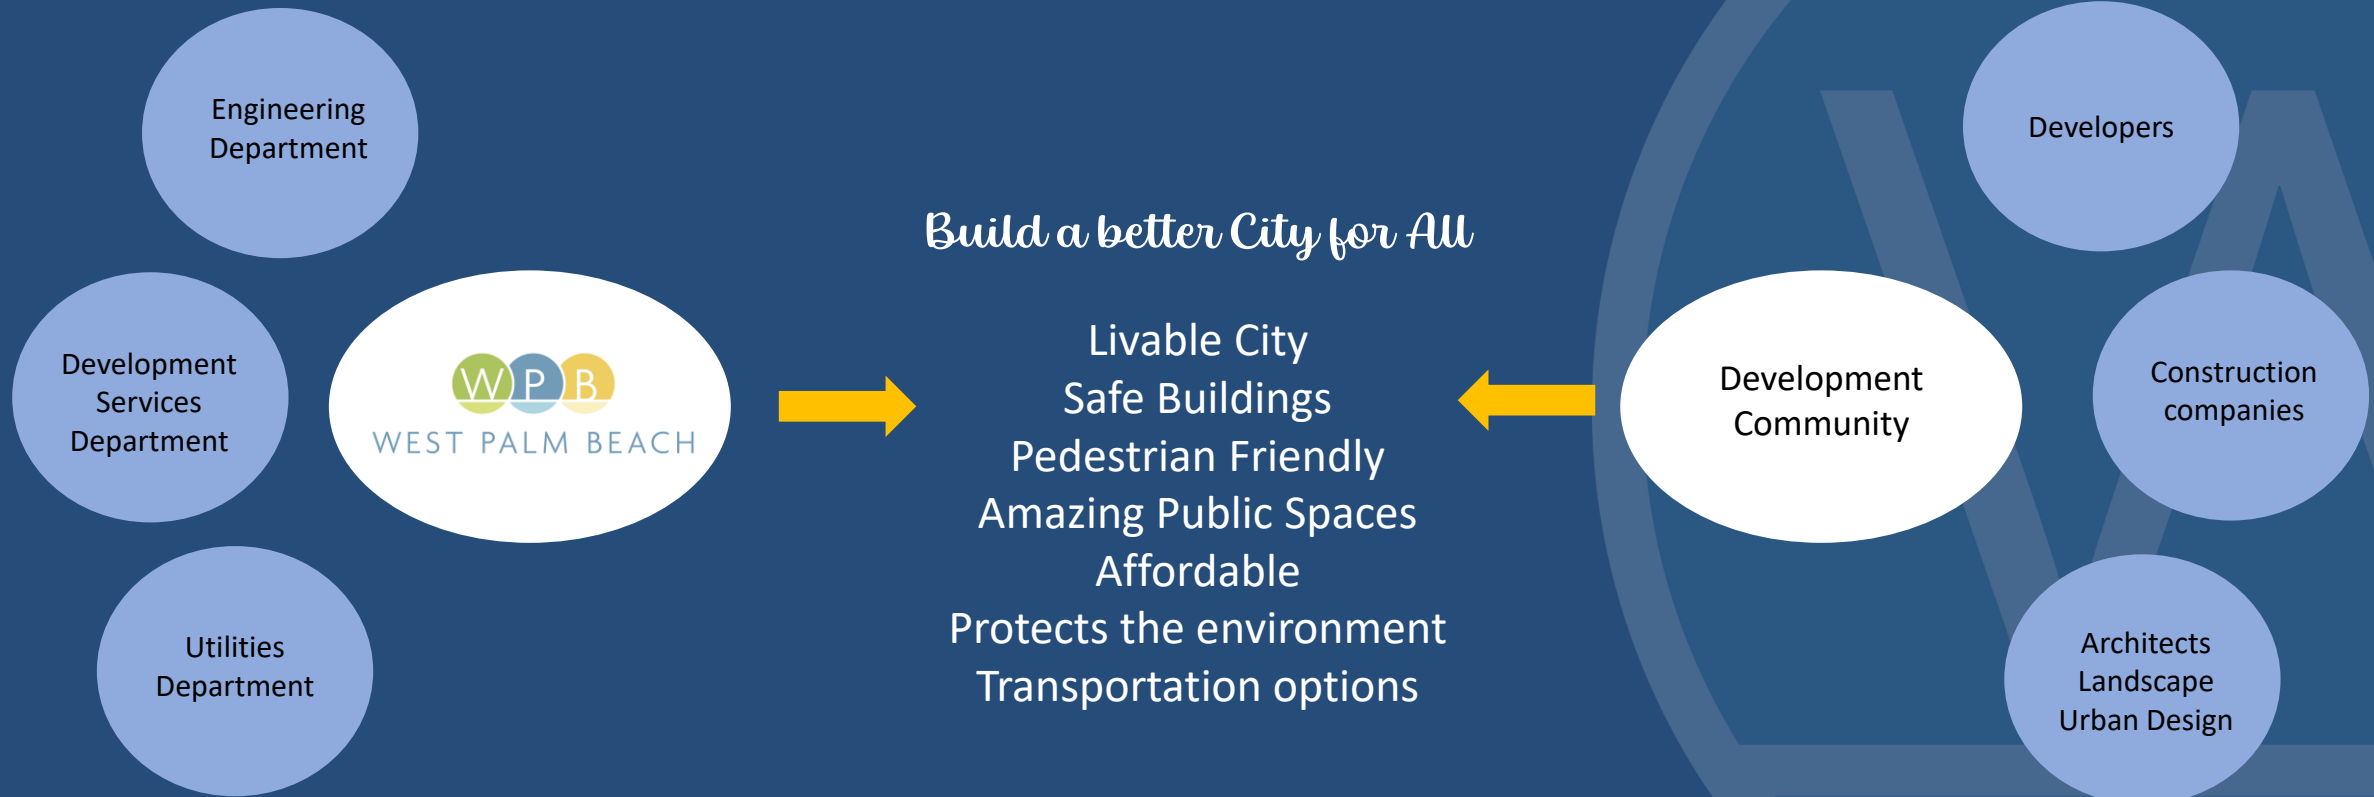 Engineering
Department
Development
Services
Department
Utilities
Department
W P B
WEST PALM BEACH
Build a better City for All
Livable City
Safe Buildings
Pedestrian Friendly
Amazing Public Spaces
Affordable
Protects the environment
Transportation options
Development
Community
Developers
Construction
companies
Architects
Landscape
Urban Design